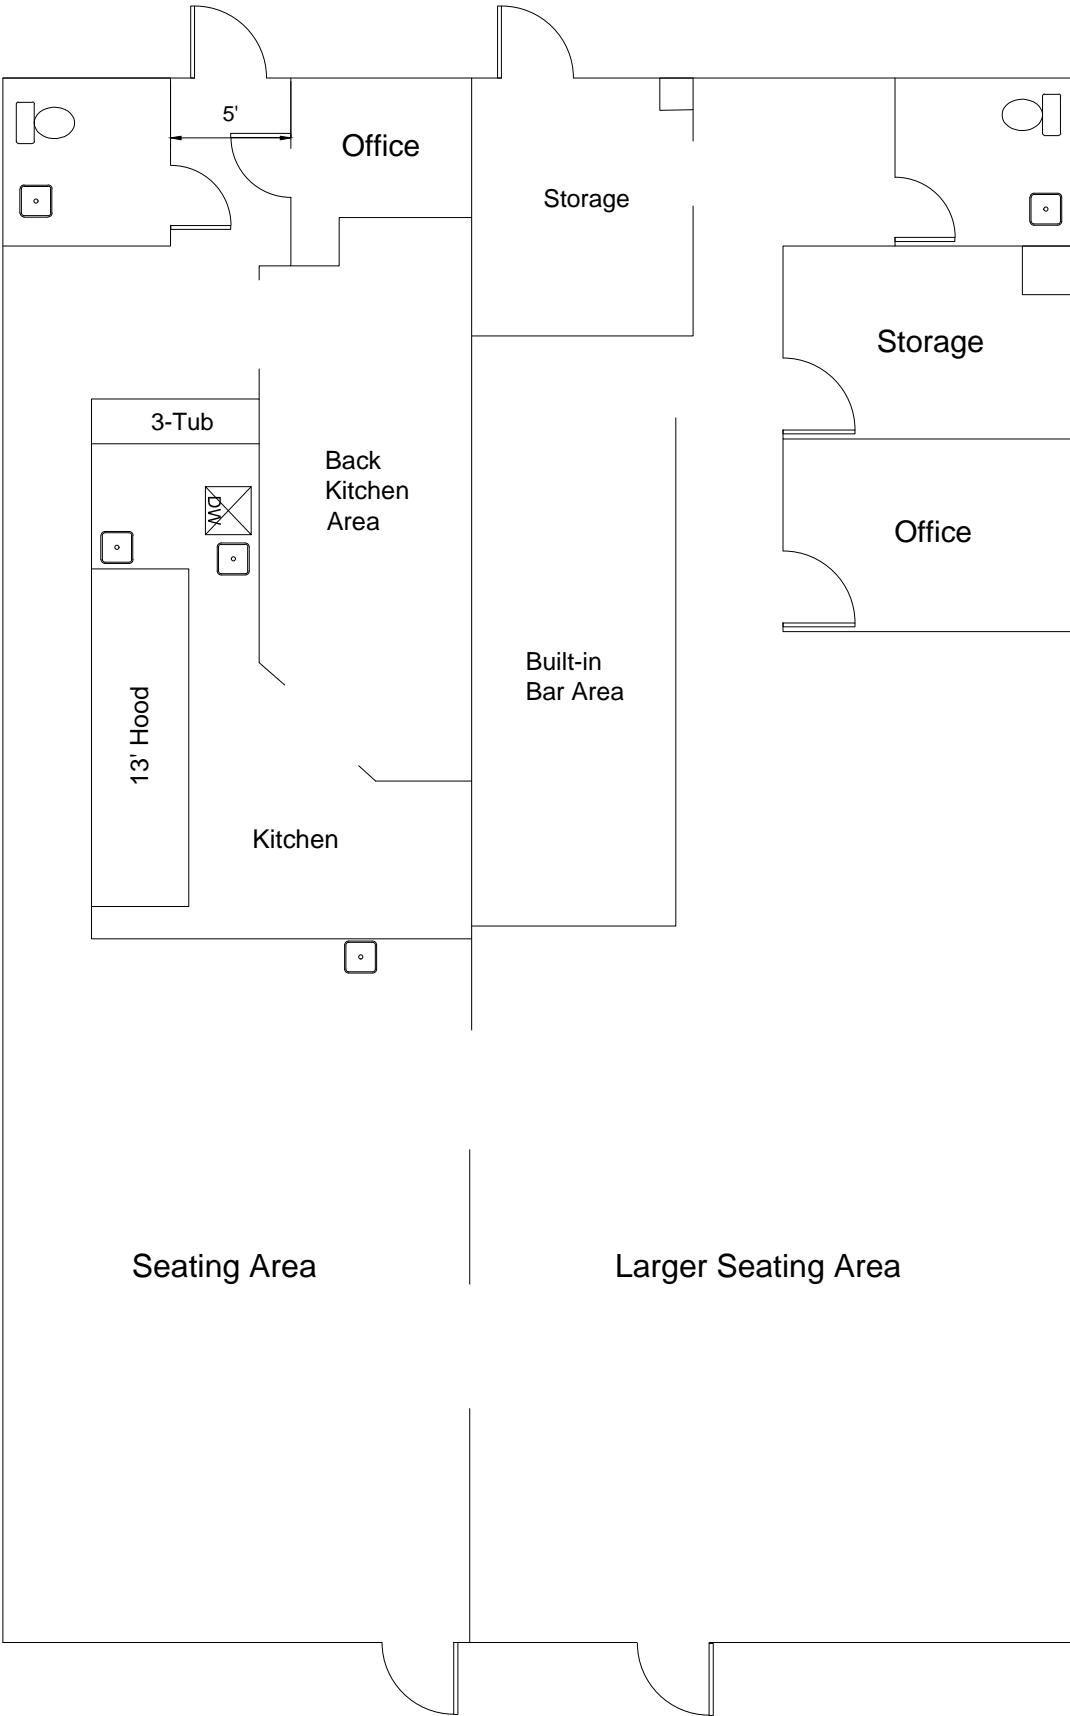 5'
Office
Storage
Storage
3-Tub
Back
Kitchen
Area
DW
Office
Built-in
Bar Area
13' Hood
Kitchen
Seating Area
Larger Seating Area